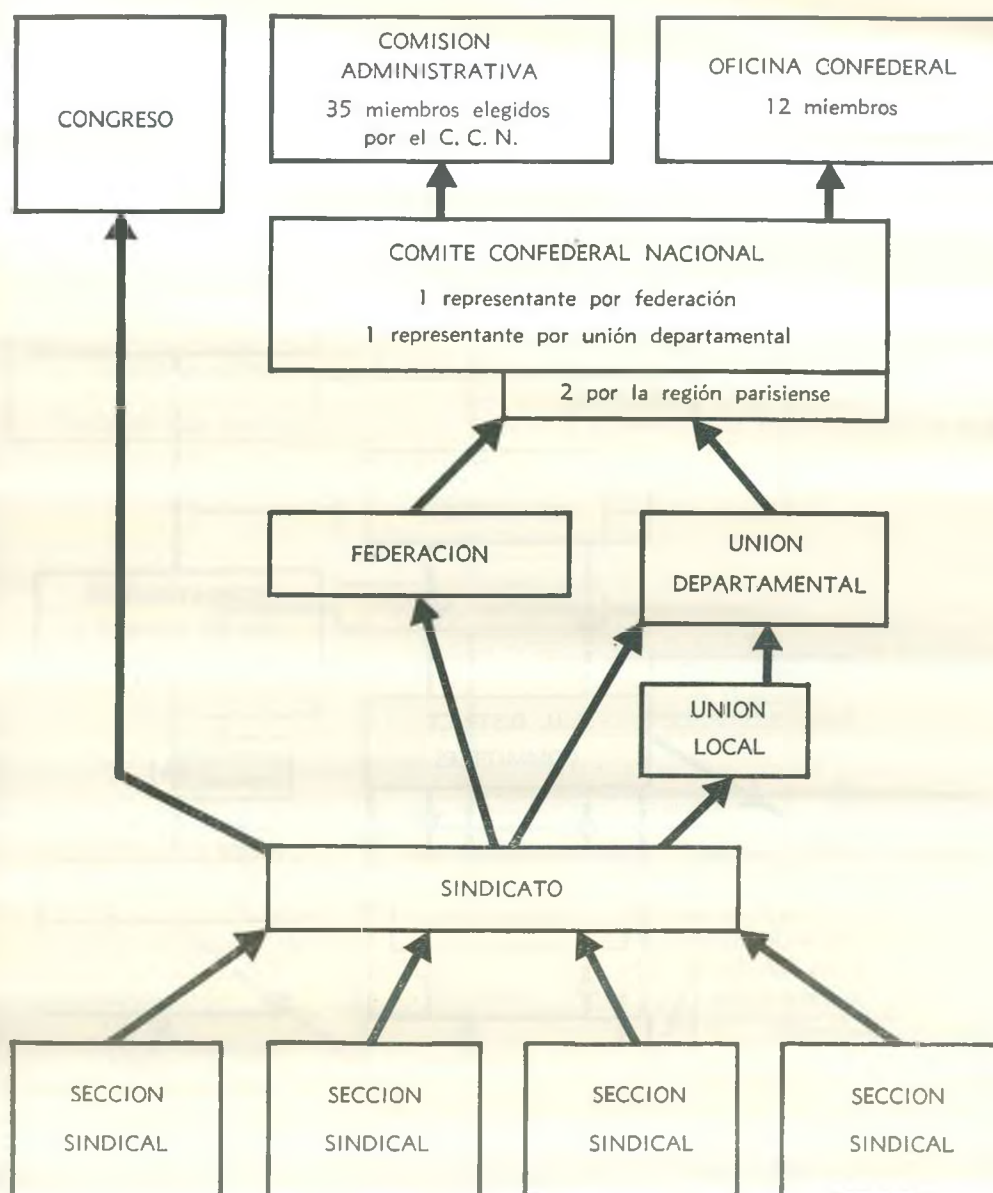 CONGRESO
COMISION
ADMINISTRATIVA
35 miembros elegidos
por el C. C. N.
OFICINA CONFEDERAL
12 miembros
COMITE CONFEDERAL NACIONAL
1 representante por federación
1 representante por unión departamental
2 por la región parisiense
FEDERACION
UNION
DEPARTAMENTAL
UNION
LOCAL
SINDICATO
SECCION
SINDICAL
SECCION
SINDICAL
SECCION
SINDICAL
SECCION
SINDICAL